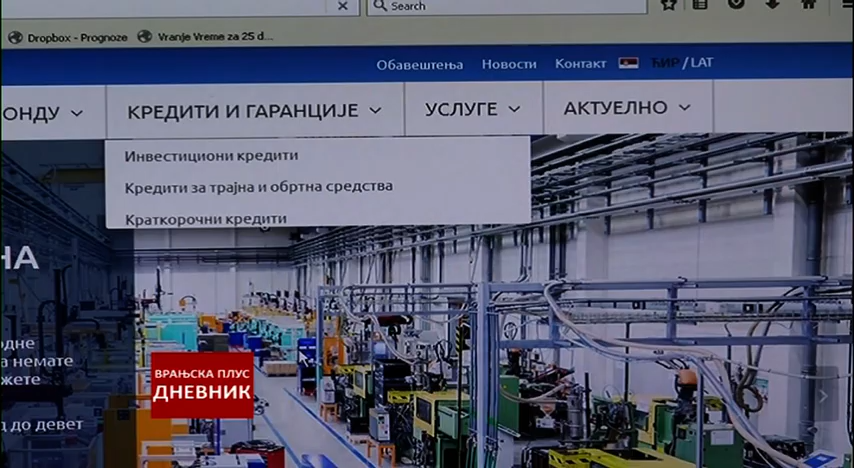 Search
Dropbox - Prognoze
Vranje Vreme za 25 d...
Обавештења Новости Контакт ЋИР/LAT
ОНДУ КРЕДИТИ И ГАРАНЦИЈЕ УСЛУГЕ АКТУЕЛНО
Инвестициони кредити
Кредити за трајна и обртна средства
Краткорочни кредити
НА
одне
а немате
жете
д до девет
ВРАЊСКА ПЛУС
ДНЕВНИК